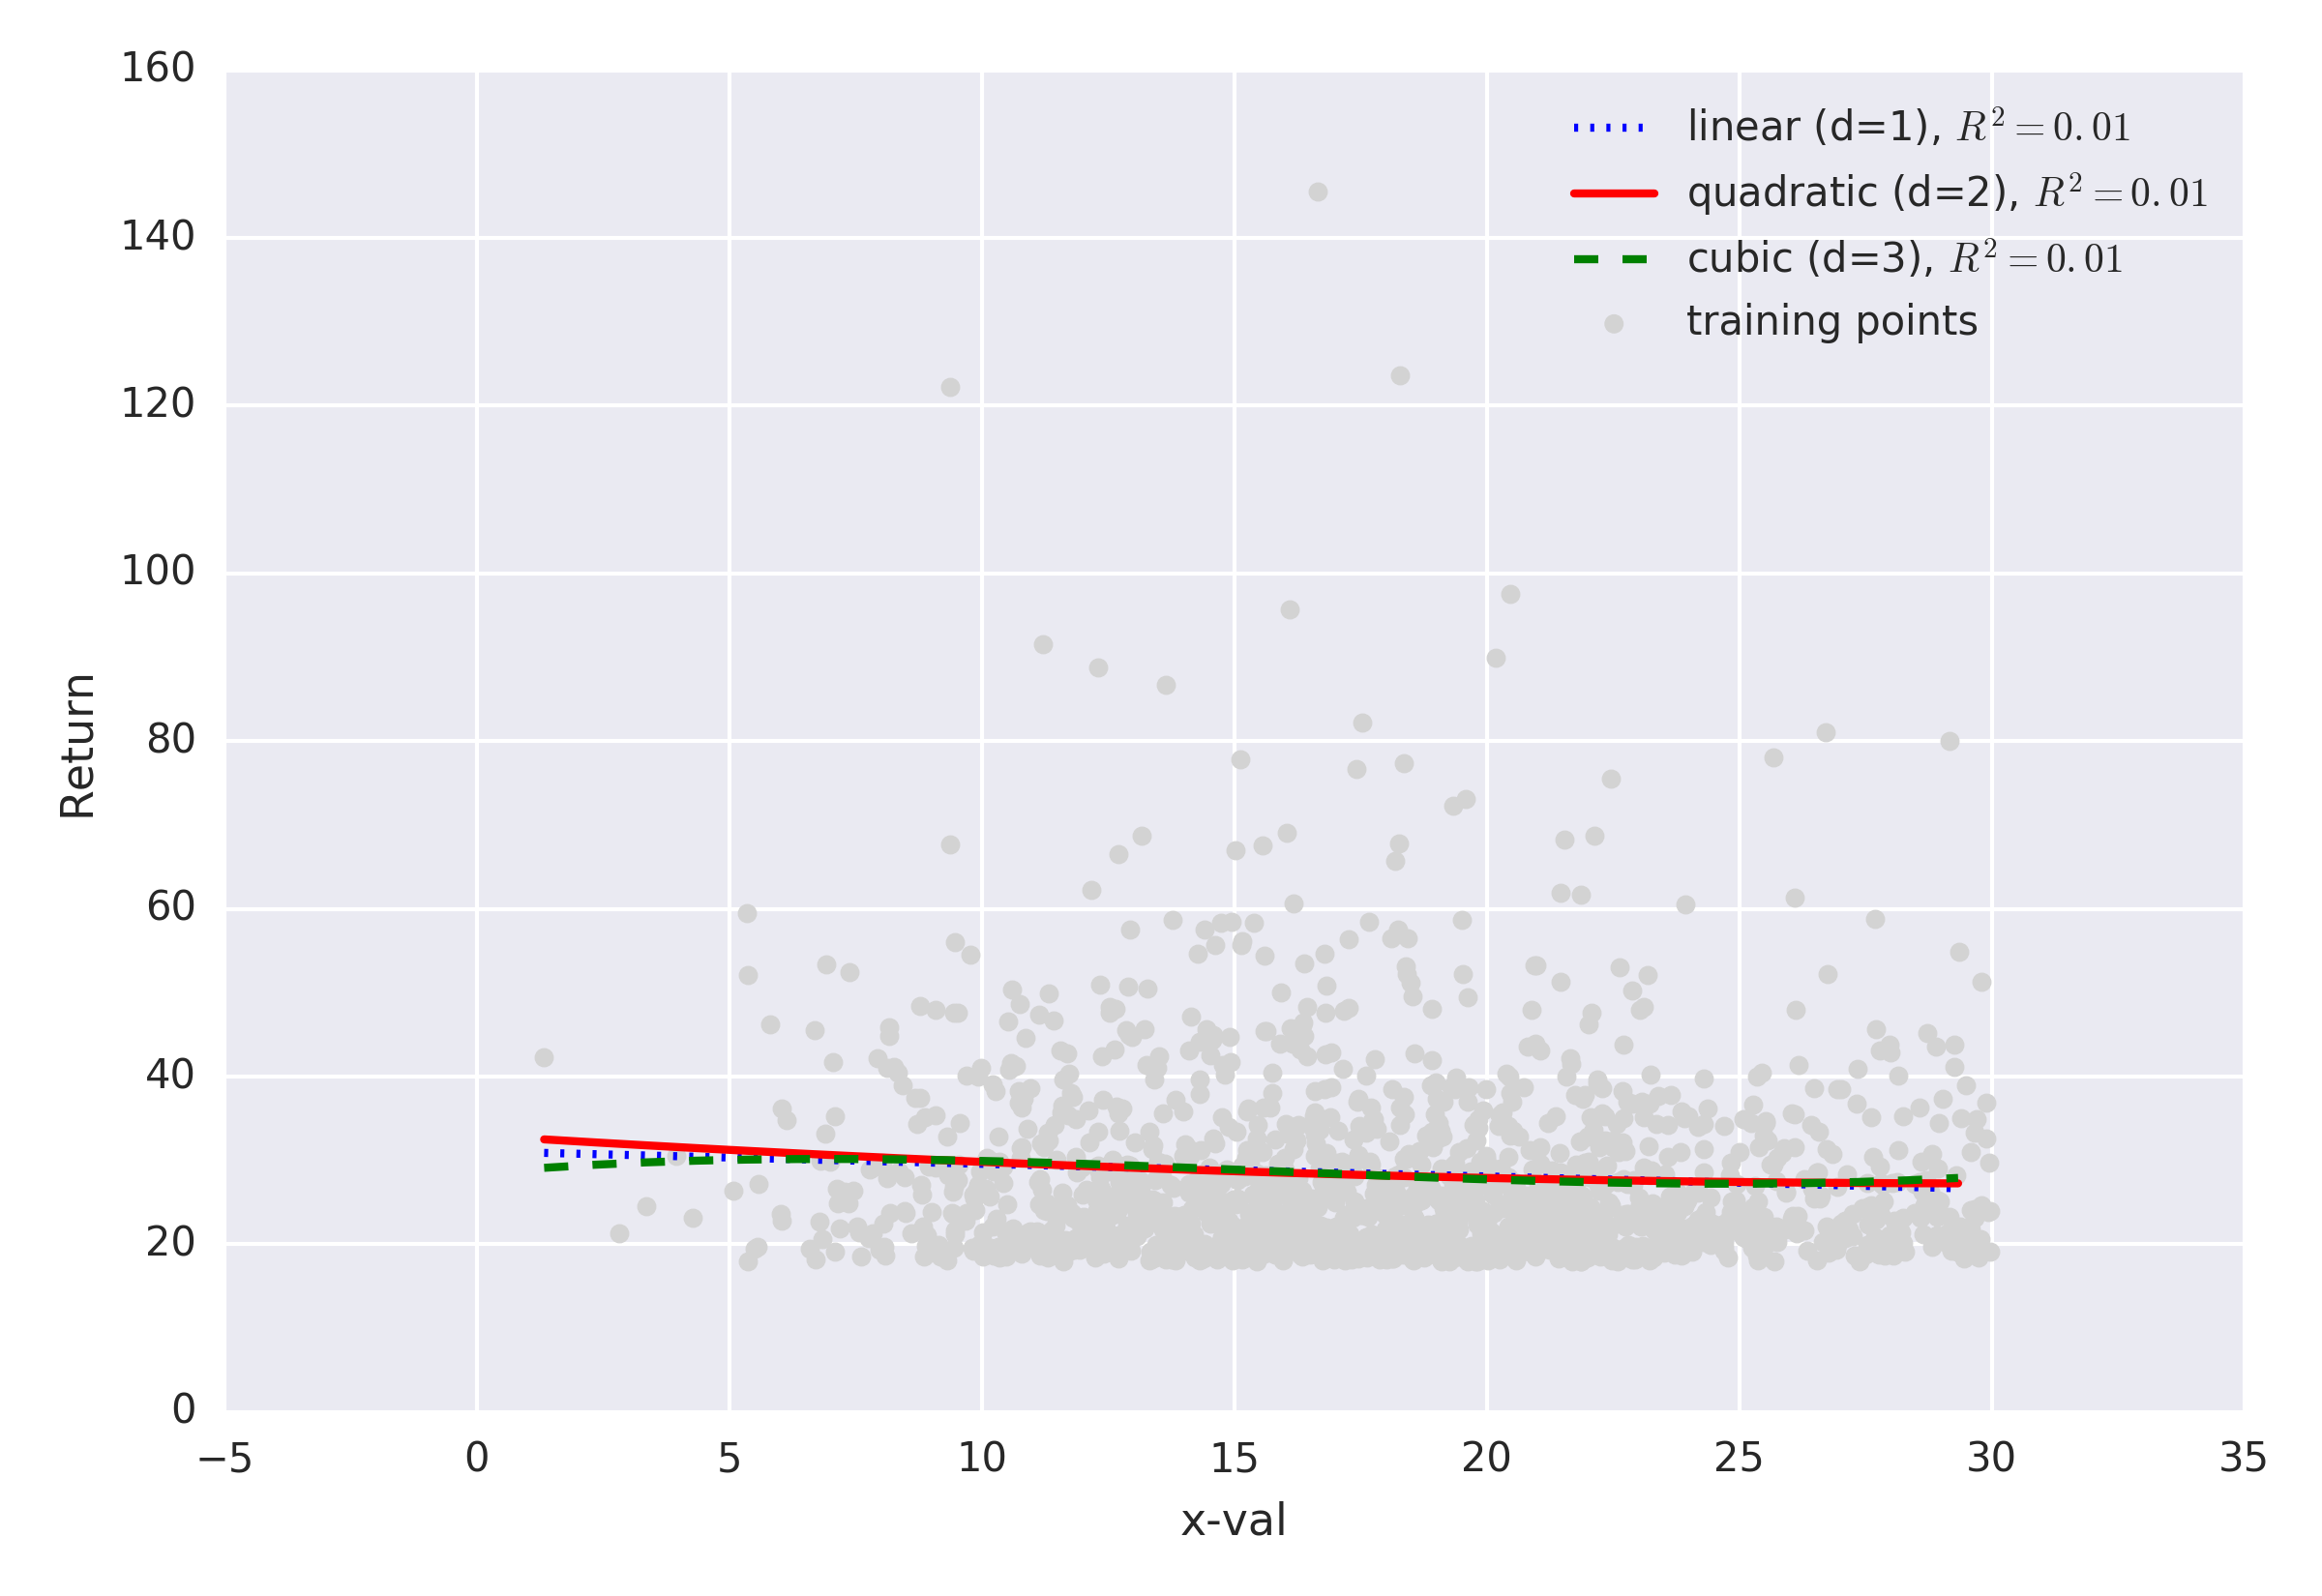 160
140
120
100
80
60
40
20
0
−5 0 5 10 15 20 25 30 35
Return
x-val
linear (d=1), R² = 0.01
quadratic (d=2), R² = 0.01
cubic (d=3), R² = 0.01
training points